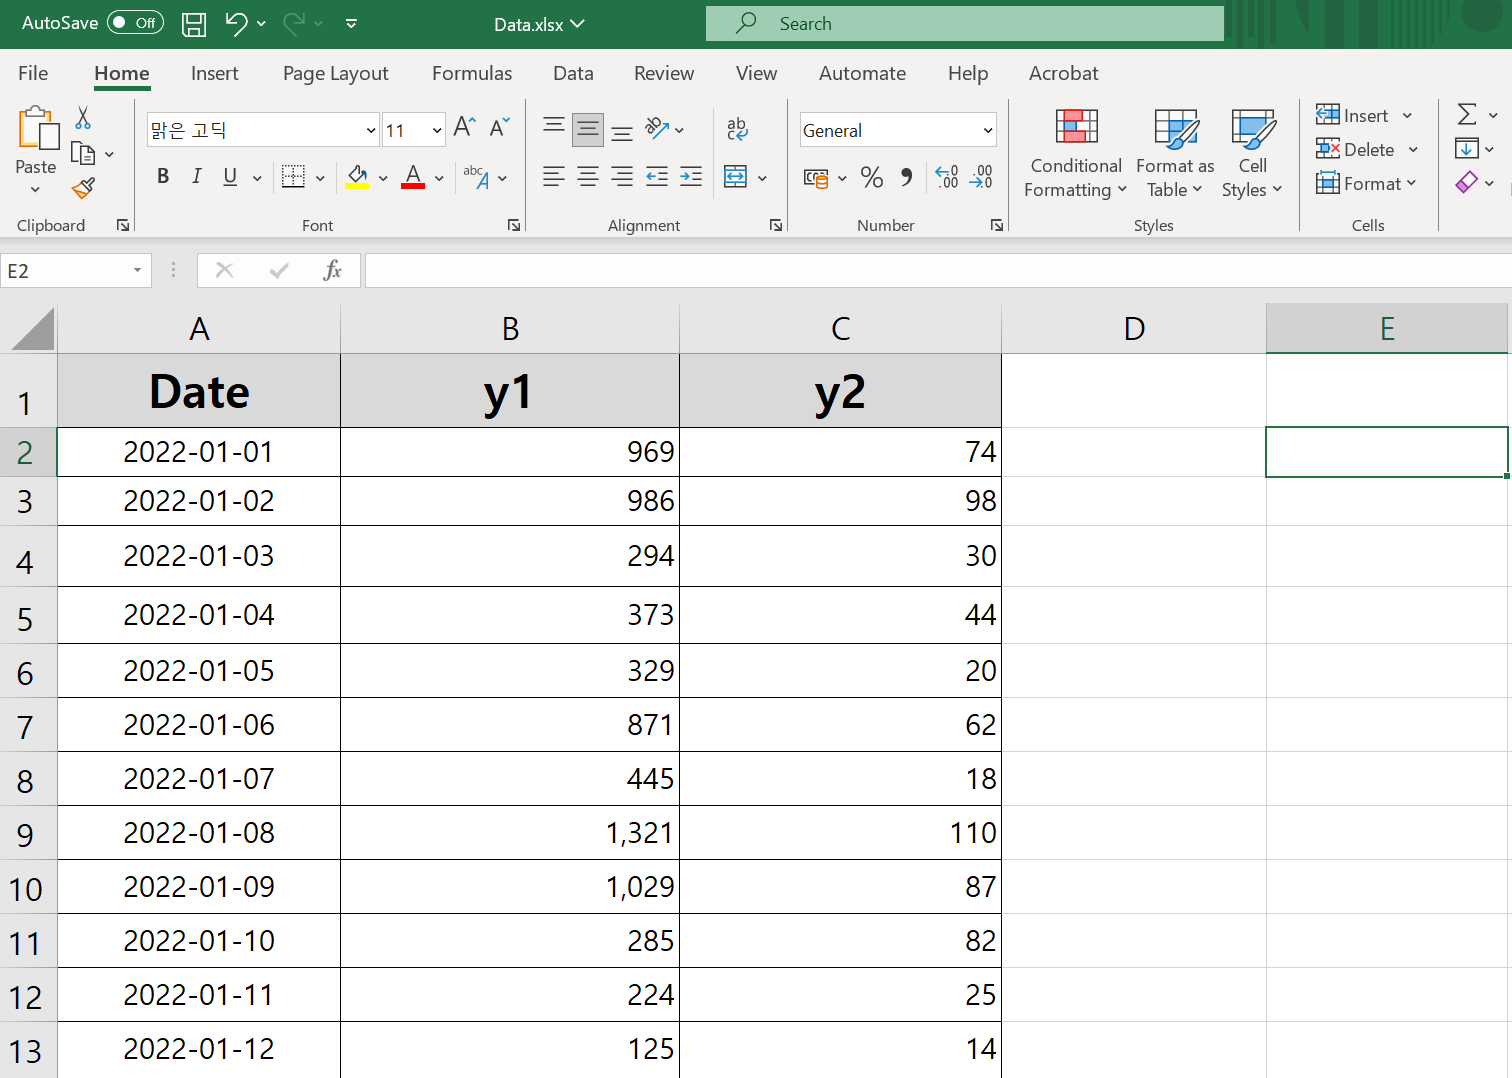 AutoSave Off Data.xlsx Search
File Home Insert Page Layout Formulas Data Review View Automate Help Acrobat
Paste
맑은 고딕 11
B I U abc A
ab c
General
% 9 .00 .00
Conditional Formatting
Format as Table
Cell Styles
Insert
Delete
Format
Σ
Clipboard Font Alignment Number Styles Cells
E2 fx
A B C D E
1 Date y1 y2
2 2022-01-01 969 74
3 2022-01-02 986 98
4 2022-01-03 294 30
5 2022-01-04 373 44
6 2022-01-05 329 20
7 2022-01-06 871 62
8 2022-01-07 445 18
9 2022-01-08 1,321 110
10 2022-01-09 1,029 87
11 2022-01-10 285 82
12 2022-01-11 224 25
13 2022-01-12 125 14